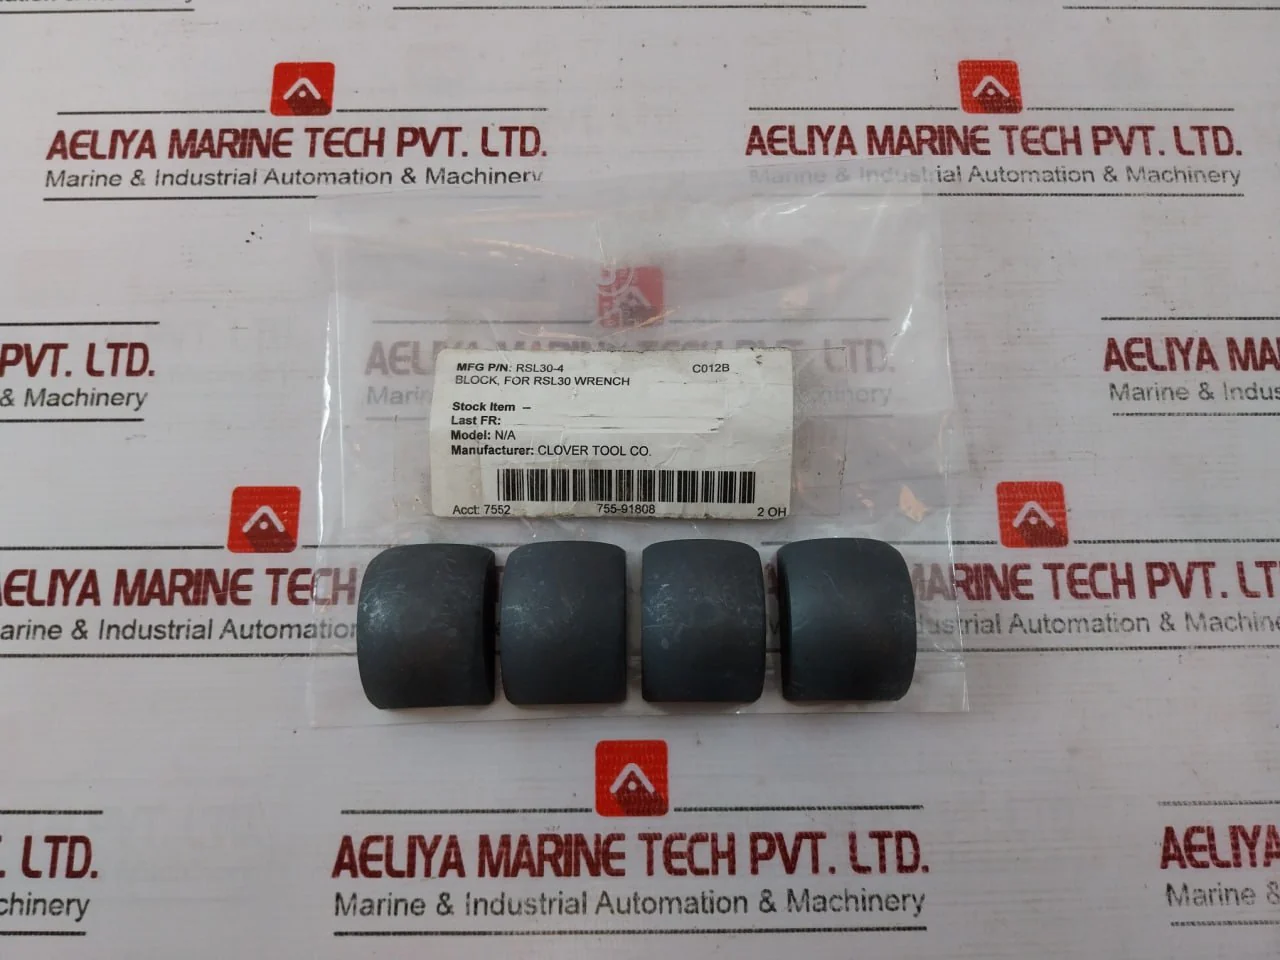 AELIYA MARINE TECH PVT. LTD.
Marine & Industrial Automation & Machinery
AELIYA MARINE TECH PVT. LTD.
Marine & Industrial Automation & Machinery
PVT. LTD.
& Machinery
AELIYA MA
Marine & Indus
MFG P/N: RSL30-4 C012B
BLOCK, FOR RSL30 WRENCH
Stock Item –
Last FR:
Model: N/A
Manufacturer: CLOVER TOOL CO.
Acct: 7552 755-91808 2 OH
AELIYA MARINE TECH
arine & Industrial Automation
MARINE TECH PVT. LT
dustrial Automation & Machine
AELIYA MARINE TECH PVT. LTD.
Marine & Industrial Automation & Machinery
. LTD.
chinery
AELIYA
Marine &